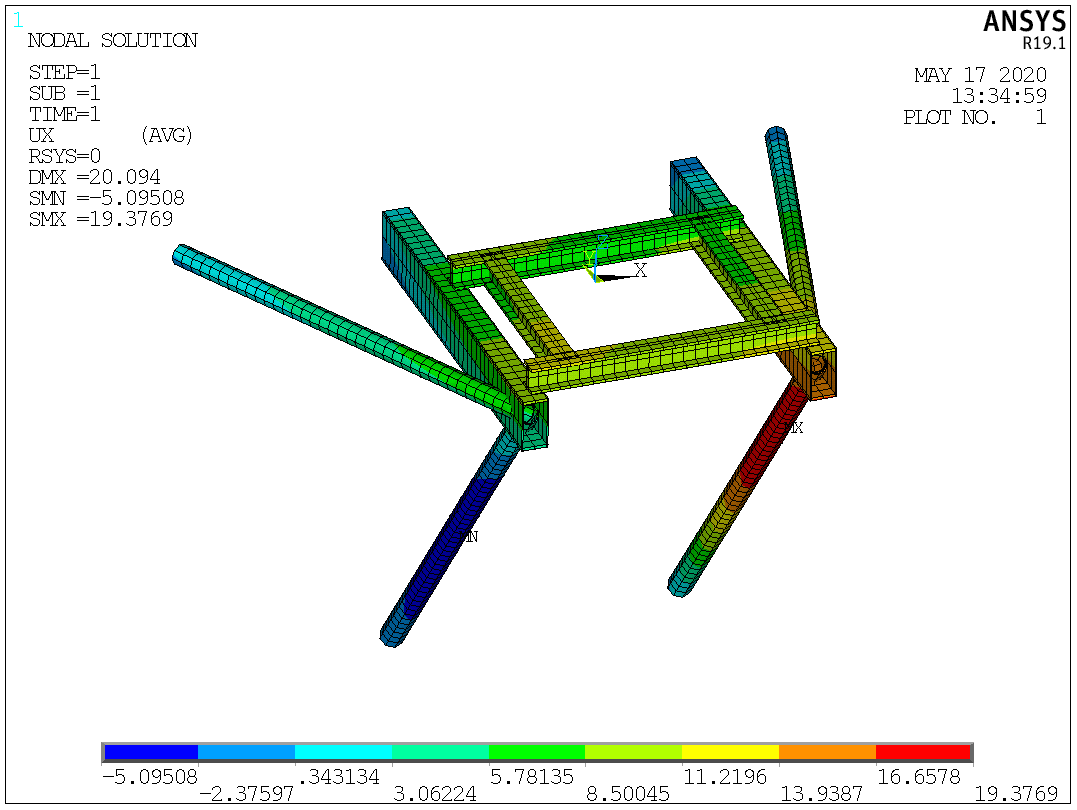 1
NODAL SOLUTION
STEP=1
SUB =1
TIME=1
UX (AVG)
RSYS=0
DMX =20.094
SMN =-5.09508
SMX =19.3769
ANSYS
R19.1
MAY 17 2020
13:34:59
PLOT NO. 1
Y
X
X
N
-5.09508 .343134 5.78135 11.2196 16.6578
-2.37597 3.06224 8.50045 13.9387 19.3769